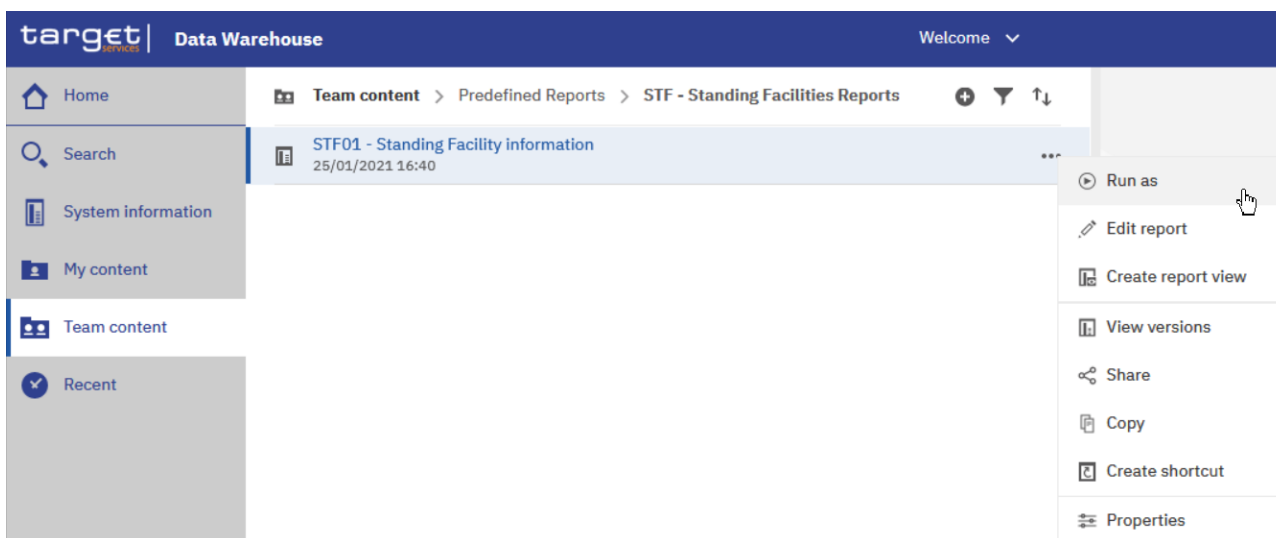 target services | Data Warehouse
Welcome
Home
Search
System information
My content
Team content
Recent
Team content > Predefined Reports > STF - Standing Facilities Reports
STF01 - Standing Facility information
25/01/2021 16:40
Run as
Edit report
Create report view
View versions
Share
Copy
Create shortcut
Properties